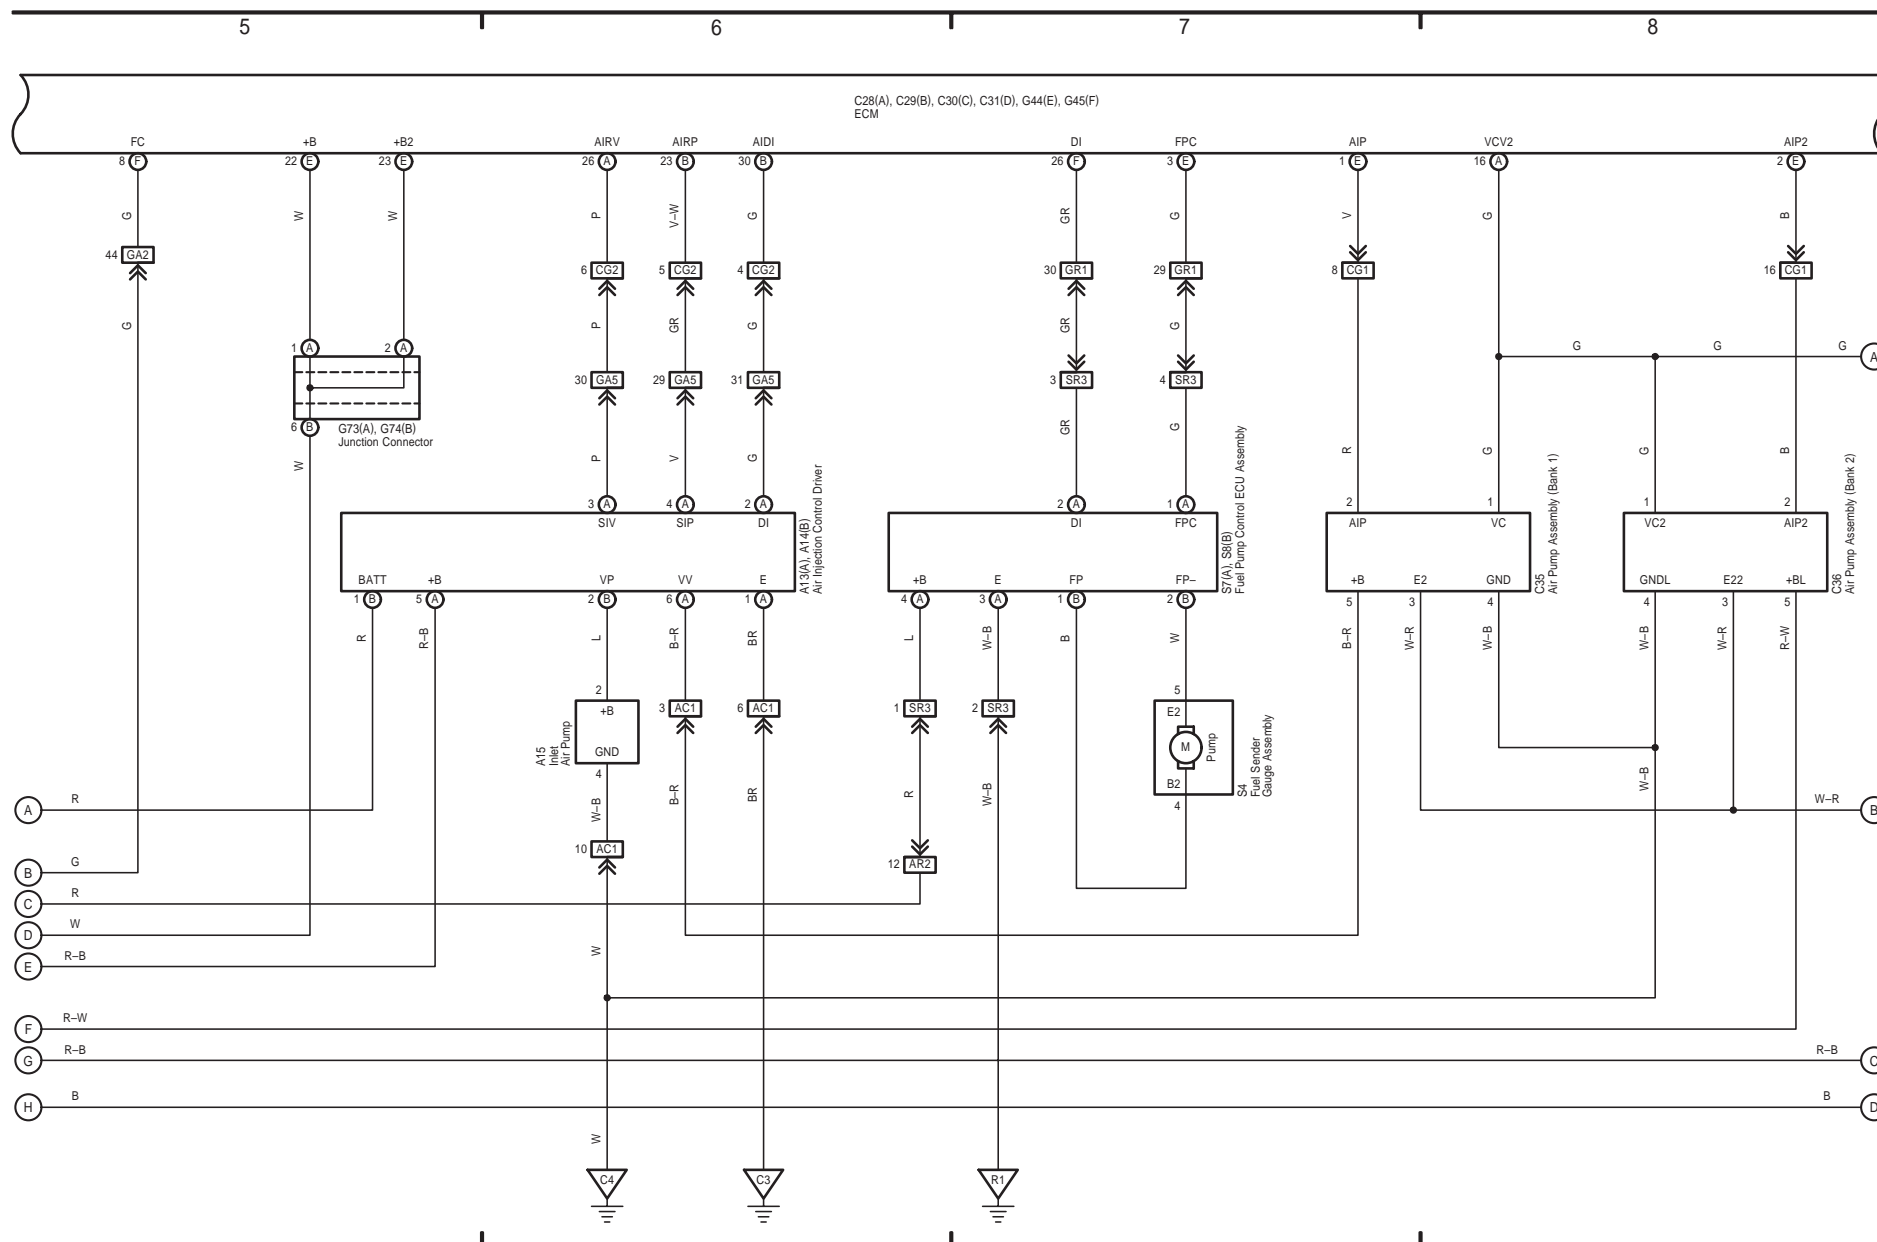 5 6 7 8
C28(A), C29(B), C30(C), C31(D), G44(E), G45(F)
ECM
FC +B +B2 AIRV AIRP AIDI DI FPC AIP VCV2 AIP2
8 F 22 E 23 E 26 A 23 B 30 B 26 F 3 E 1 E 16 A 2 E
G W W P V–W G GR G V G B
44 GA2
6 CG2 5 CG2 4 CG2 30 GR1 29 GR1 8 CG1 16 CG1
G P GR G GR G
1 A 2 A G G G A
30 GA5 29 GA5 31 GA5 3 SR3 4 SR3
6 B
G73(A), G74(B)
Junction Connector
W P V G GR G R G G B
3 A 4 A 2 A 2 A 1 A 2 1 1 2
SIV SIP DI DI FPC AIP VC VC2 AIP2
A13(A), A14(B)
Air Injection Control Driver
S7(A), S8(B)
Fuel Pump Control ECU Assembly
C35
Air Pump Assembly (Bank 1)
C36
Air Pump Assembly (Bank 2)
BATT +B VP VV E +B E FP FP– +B E2 GND GNDL E22 +BL
1 B 5 A 2 B 6 A 1 A 4 A 3 A 1 B 2 B 5 3 4 4 3 5
R R–B L B–R BR L W–B B W B–R W–R W–B W–B W–R R–W
2 5
+B 3 AC1 6 AC1 1 SR3 2 SR3 E2
A15
Inlet
Air Pump
GND
M
Pump
S4
Fuel Sender
Gauge Assembly
4 B2
W–B B–R BR R W–B 4 W–B
A R W–R B
10 AC1 12 AR2
B G
C R
D W
E R–B
W
F R–W
G R–B R–B C
H B B D
W
C4 C3 R1